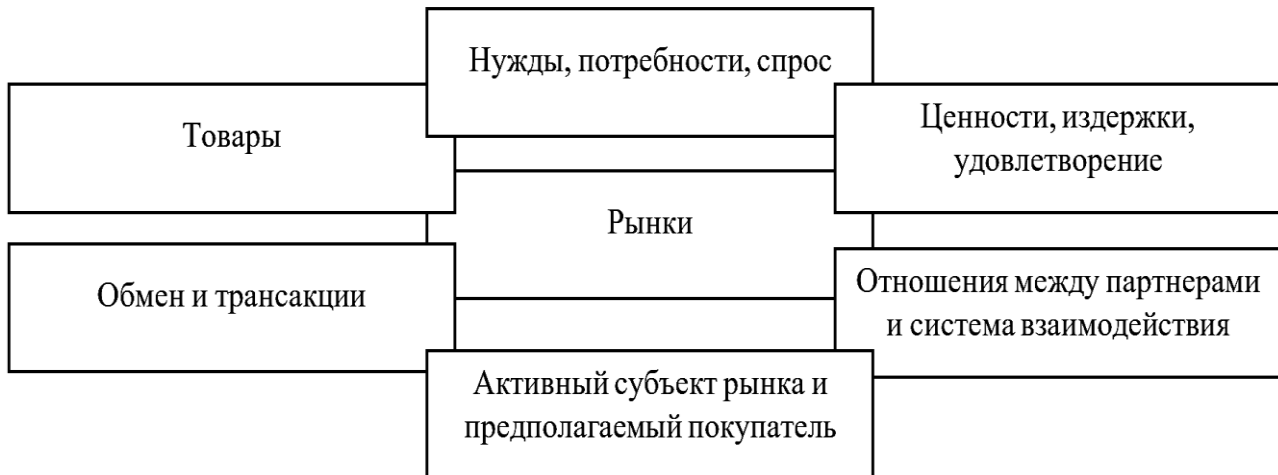 Нужды, потребности, спрос
Товары
Ценности, издержки,
удовлетворение
Рынки
Обмен и трансакции
Отношения между партнерами
и система взаимодействия
Активный субъект рынка и
предполагаемый покупатель